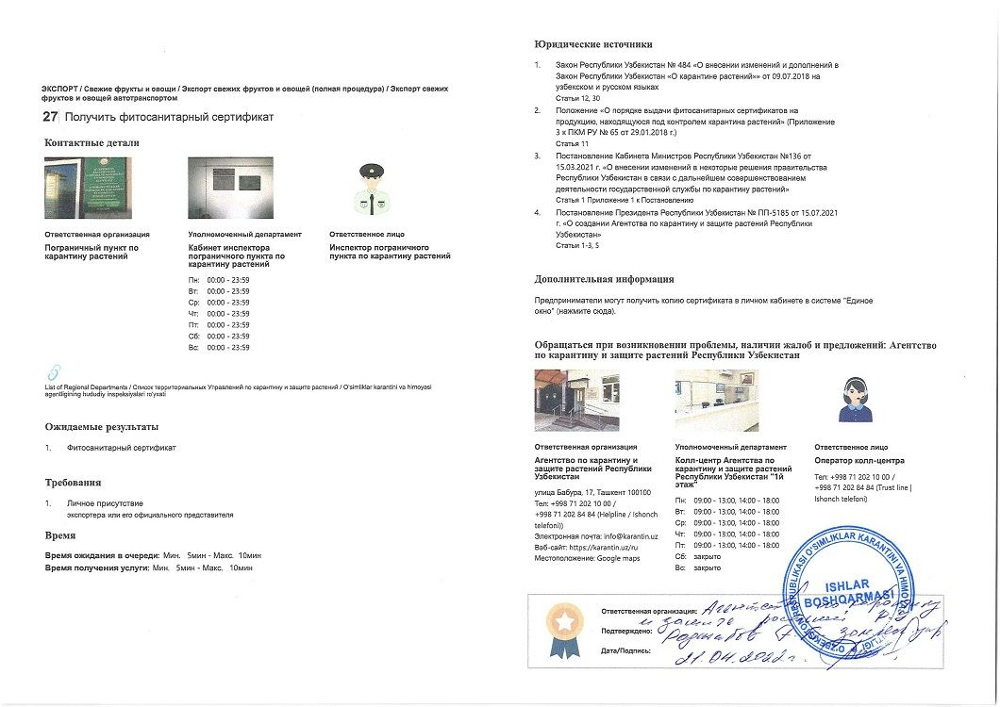 ЭКСПОРТ / Свежие фрукты и овощи / Экспорт свежих фруктов и овощей (полная процедура) / Экспорт свежих
фруктов и овощей автотранспортом
27 Получить фитосанитарный сертификат
Контактные детали
Ответственная организация
Пограничный пункт по
карантину растений
Уполномоченный департамент
Кабинет инспектора
пограничного пункта по
карантину растений
Пн: 00:00 - 23:59
Вт: 00:00 - 23:59
Ср: 00:00 - 23:59
Чт: 00:00 - 23:59
Пт: 00:00 - 23:59
Сб: 00:00 - 23:59
Вс: 00:00 - 23:59
Ответственное лицо
Инспектор пограничного
пункта по карантину растений
List of Regional Departments / Список территориальных Управлений по карантину и защите растений / O'simliklar karantini va himoyasi
agentligining hududiy inspeksiyalari ro'yxati
Ожидаемые результаты
1. Фитосанитарный сертификат
Требования
1. Личное присутствие
экспортера или его официального представителя
Время
Время ожидания в очереди: Мин. 5мин - Макс. 10мин
Время получения услуги: Мин. 5мин - Макс. 10мин
Юридические источники
1. Закон Республики Узбекистан № 484 «О внесении изменений и дополнений в
Закон Республики Узбекистан «О карантине растений»» от 09.07.2018 на
узбекском и русском языках
Статьи 12, 30
2. Положение «О порядке выдачи фитосанитарных сертификатов на
продукцию, находящуюся под контролем карантина растений» (Приложение
3 к ПКМ РУ № 65 от 29.01.2018 г.)
Статья 11
3. Постановление Кабинета Министров Республики Узбекистан №136 от
15.03.2021 г. «О внесении изменений в некоторые решения правительства
Республики Узбекистан в связи с дальнейшем совершенствованием
деятельности государственной службы по карантину растений»
Статья 1 Приложение 1 к Постановлению
4. Постановление Президента Республики Узбекистан № ПП-5185 от 15.07.2021
г. «О создании Агентства по карантину и защите растений Республики
Узбекистан»
Статьи 1-3, 5
Дополнительная информация
Предприниматели могут получить копию сертификата в личном кабинете в системе "Единое
окно" (нажмите сюда).
Обращаться при возникновении проблемы, наличии жалоб и предложений: Агентство
по карантину и защите растений Республики Узбекистан
Ответственная организация
Агентство по карантину и
защите растений Республики
Узбекистан
улица Бабура, 17, Ташкент 100100
Тел: +998 71 202 10 00 /
+998 71 202 84 84 (Helpline / Ishonch
telefoni))
Электронная почта: info@karantin.uz
Веб-сайт: https://karantin.uz/ru
Местоположение: Google maps
Уполномоченный департамент
Колл-центр Агентства по
карантину и защите растений
Республики Узбекистан "1й
этаж"
Пн: 09:00 - 13:00, 14:00 - 18:00
Вт: 09:00 - 13:00, 14:00 - 18:00
Ср: 09:00 - 13:00, 14:00 - 18:00
Чт: 09:00 - 13:00, 14:00 - 18:00
Пт: 09:00 - 13:00, 14:00 - 18:00
Сб: закрыто
Вс: закрыто
Ответственное лицо
Оператор колл-центра
Тел: +998 71 202 10 00 /
+998 71 202 84 84 (Trust line |
Ishonch telefoni)
Ответственная организация: Агентство по карантину
и защите растений
Подтверждено:
Дата/Подпись: 21.04.2022г.
ISHLAR
BOSHQARMASI
O'ZBEKISTON RESPUBLIKASI O'SIMLIKLAR KARANTINI VA HIMOYASI